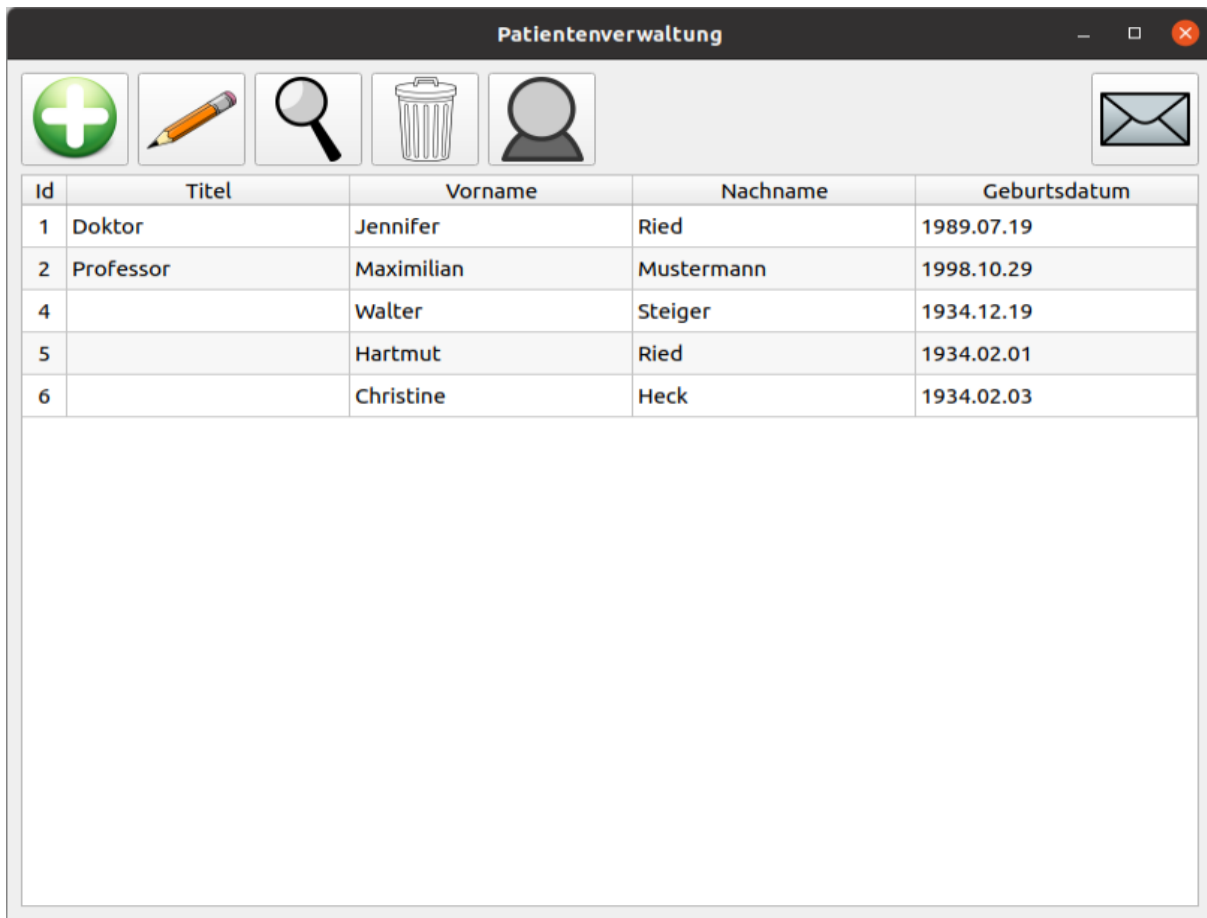 Patientenverwaltung
Id Titel Vorname Nachname Geburtsdatum
1 Doktor Jennifer Ried 1989.07.19
2 Professor Maximilian Mustermann 1998.10.29
4 Walter Steiger 1934.12.19
5 Hartmut Ried 1934.02.01
6 Christine Heck 1934.02.03